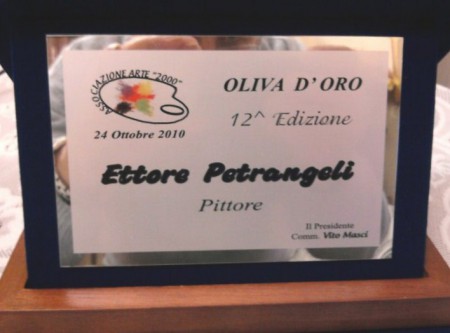 ASSOCIAZIONE ARTE "2000"
24 Ottobre 2010
OLIVA D'ORO
12^ Edizione
Ettore Petrangeli
Pittore
Il Presidente
Comm. Vito Masci